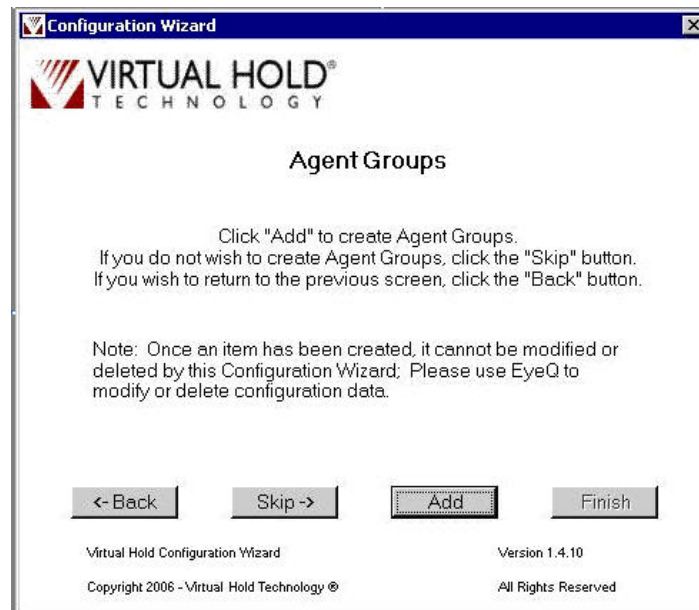 Configuration Wizard
VIRTUAL HOLD®
TECHNOLOGY
Agent Groups
Click "Add" to create Agent Groups.
If you do not wish to create Agent Groups, click the "Skip" button.
If you wish to return to the previous screen, click the "Back" button.
Note: Once an item has been created, it cannot be modified or
deleted by this Configuration Wizard; Please use EyeQ to
modify or delete configuration data.
<- Back Skip -> Add Finish
Virtual Hold Configuration Wizard Version 1.4.10
Copyright 2006 - Virtual Hold Technology ® All Rights Reserved